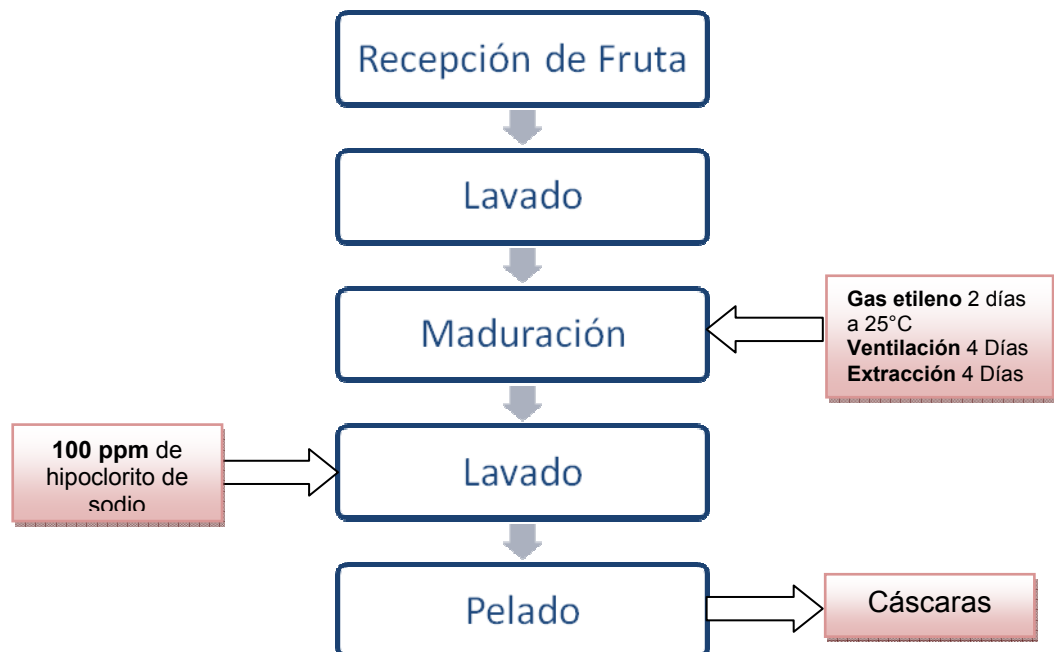 Recepción de Fruta
Lavado
Maduración
Gas etileno 2 días
a 25°C
Ventilación 4 Días
Extracción 4 Días
100 ppm de
hipoclorito de
sodio
Lavado
Pelado
Cáscaras